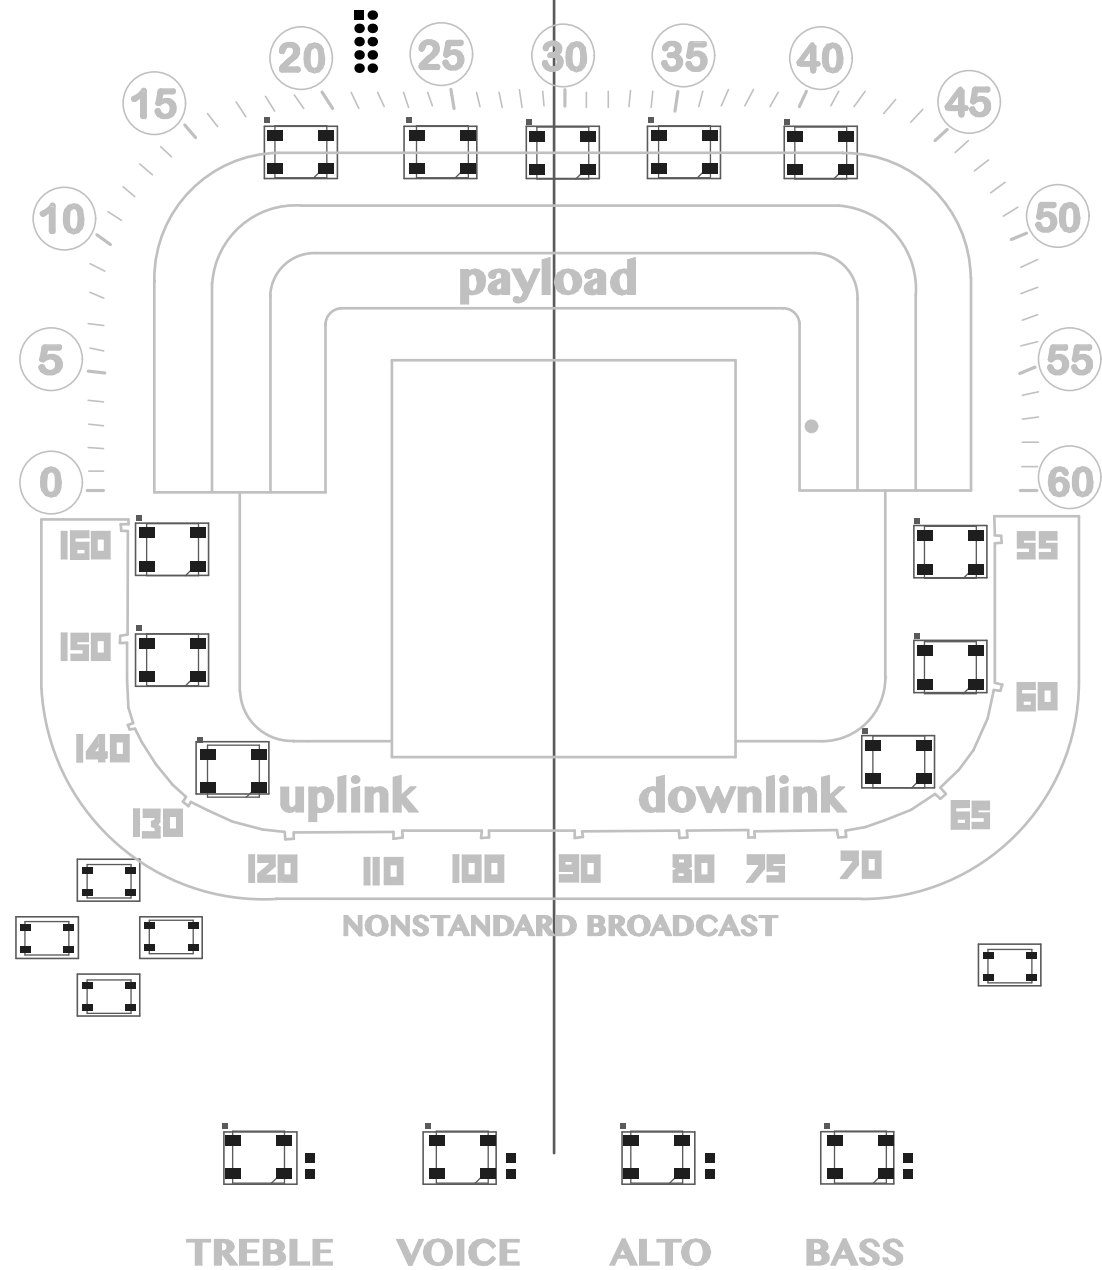 20 25 30 35 40
15 45
10 50
payload
5 55
0 60
160 55
150 60
140
130 65
uplink downlink
120 110 100 90 80 75 70
NONSTANDARD BROADCAST
TREBLE VOICE ALTO BASS